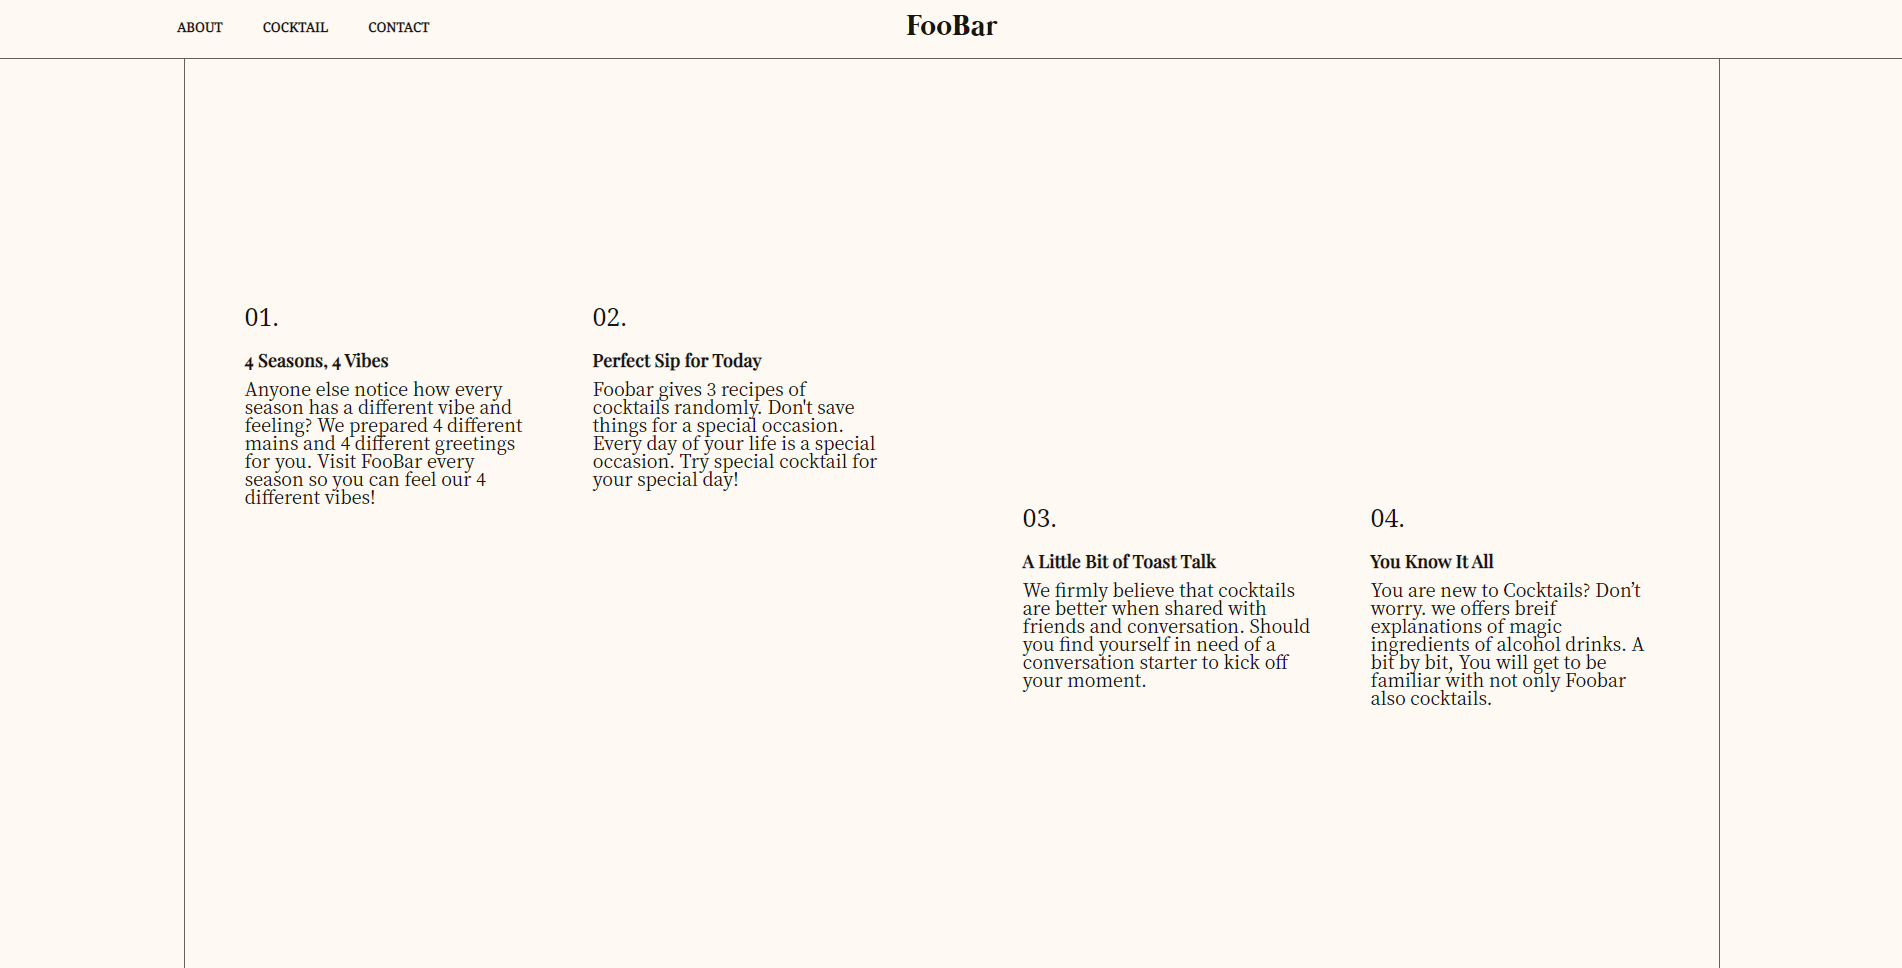 ABOUT COCKTAIL CONTACT
FooBar
01.
4 Seasons, 4 Vibes
Anyone else notice how every
season has a different vibe and
feeling? We prepared 4 different
mains and 4 different greetings
for you. Visit FooBar every
season so you can feel our 4
different vibes!
02.
Perfect Sip for Today
Foobar gives 3 recipes of
cocktails randomly. Don't save
things for a special occasion.
Every day of your life is a special
occasion. Try special cocktail for
your special day!
03.
A Little Bit of Toast Talk
We firmly believe that cocktails
are better when shared with
friends and conversation. Should
you find yourself in need of a
conversation starter to kick off
your moment.
04.
You Know It All
You are new to Cocktails? Don’t
worry. we offers breif
explanations of magic
ingredients of alcohol drinks. A
bit by bit, You will get to be
familiar with not only Foobar
also cocktails.